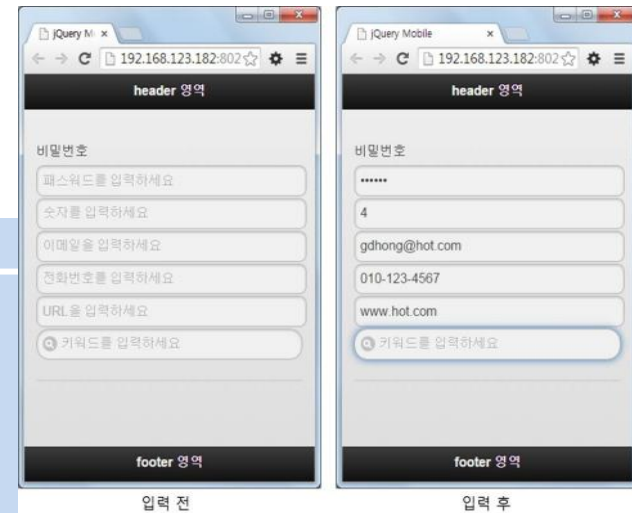 jQuery M
192.168.123.182:802
header 영역
비밀번호
패스워드를 입력하세요
숫자를 입력하세요
이메일을 입력하세요
전화번호를 입력하세요
URL을 입력하세요
키워드를 입력하세요
footer 영역
입력 전
jQuery Mobile
192.168.123.182:802
header 영역
비밀번호
••••••
4
gdhong@hot.com
010-123-4567
www.hot.com
키워드를 입력하세요
footer 영역
입력 후